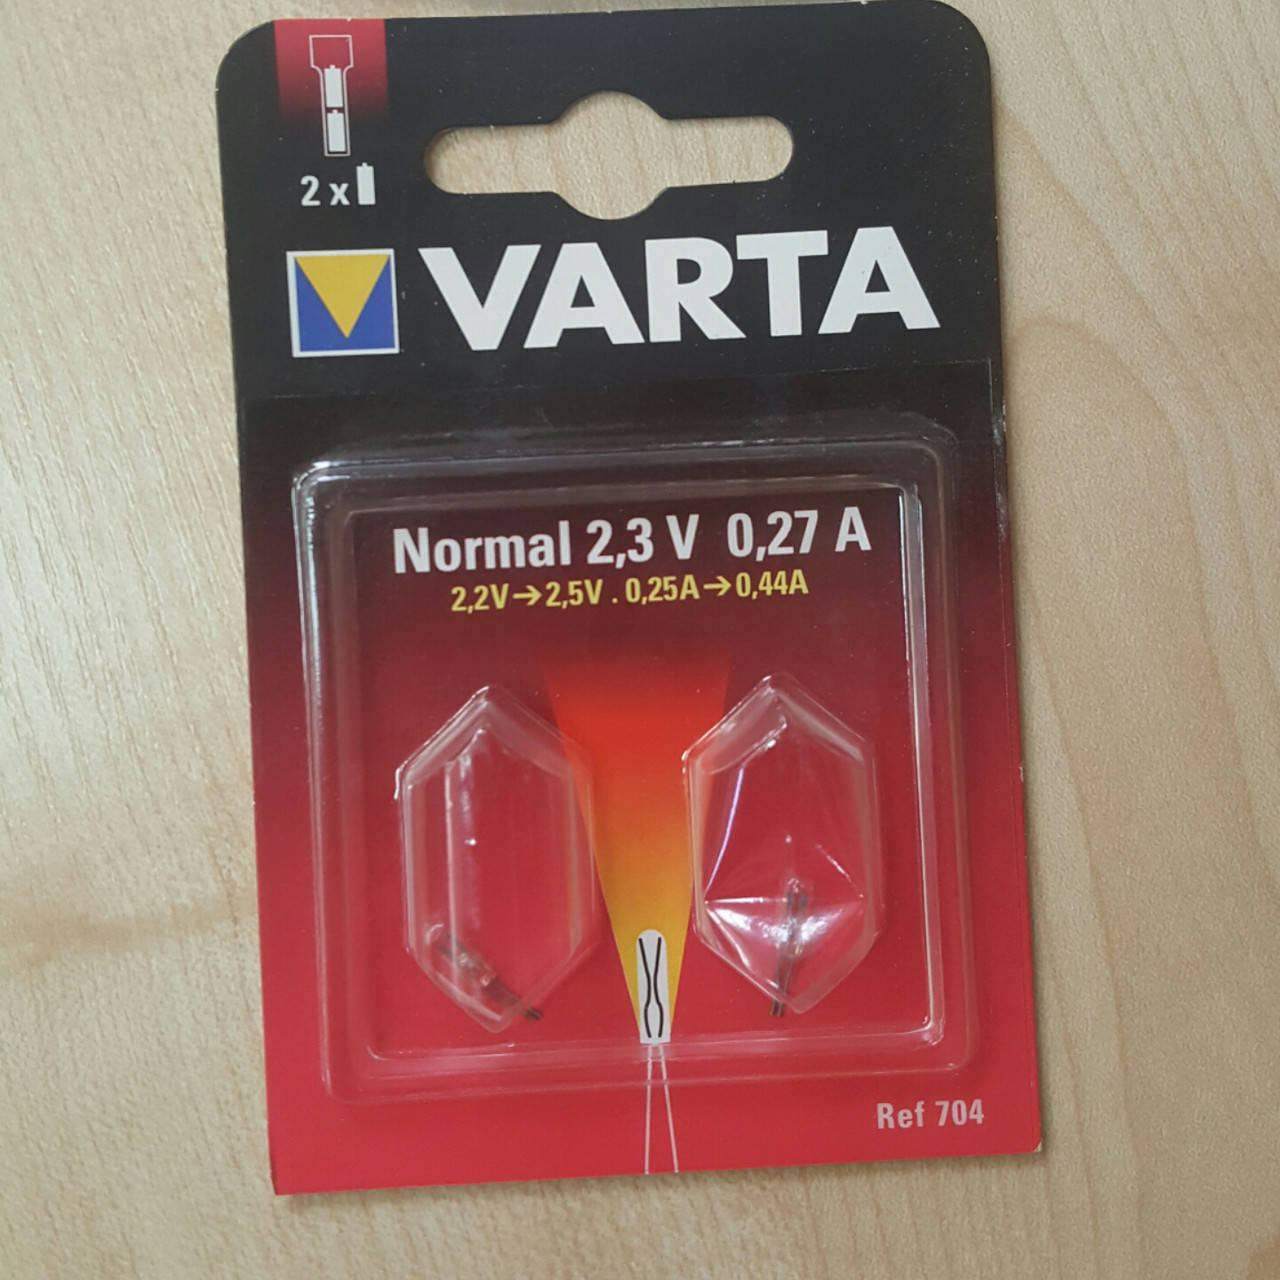 2 x
VARTA
Normal 2,3 V 0,27 A
2,2V➔2,5V . 0,25A➔0,44A
Ref 704